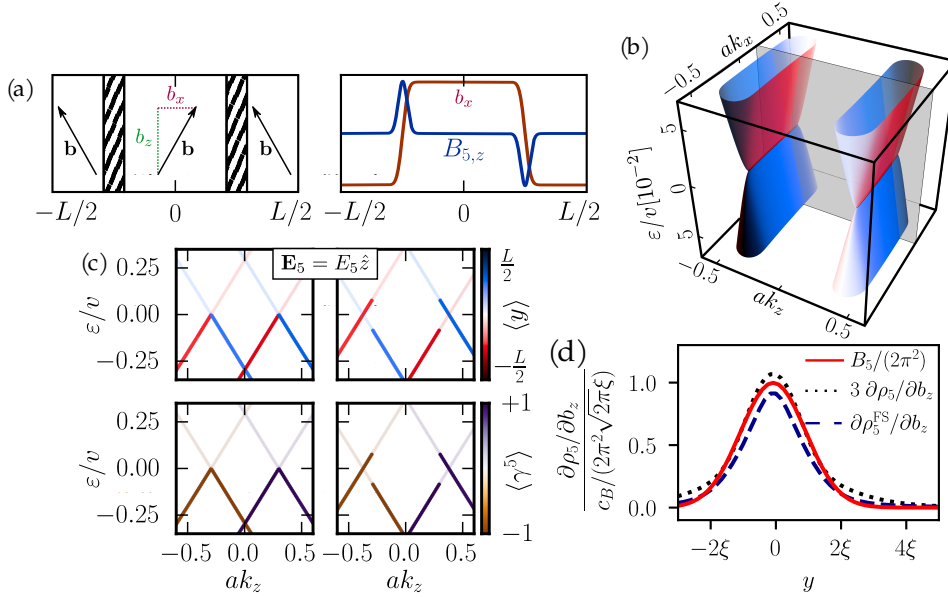 (a)
b_x
b_z
b
b
b
−L/2
0
L/2
b_x
B_{5,z}
−L/2
0
L/2
(b)
−0.5
ak_x
0.5
5
0
5
ε/v[10^{−2}]
−0.5
ak_z
0.5
(c)
E_5 = E_5 ẑ
0.25
0.00
−0.25
ε/v
L/2
⟨y⟩
−L/2
0.25
0.00
−0.25
ε/v
+1
⟨γ^5⟩
−1
−0.5
0.0
0.5
ak_z
−0.5
0.0
0.5
ak_z
(d)
B_5/(2π^2)
3 ∂ρ_5/∂b_z
∂ρ_5^{FS}/∂b_z
∂ρ_5/∂b_z
c_B/(2π^2√2πξ)
1.0
0.5
0.0
−2ξ
0
2ξ
4ξ
y